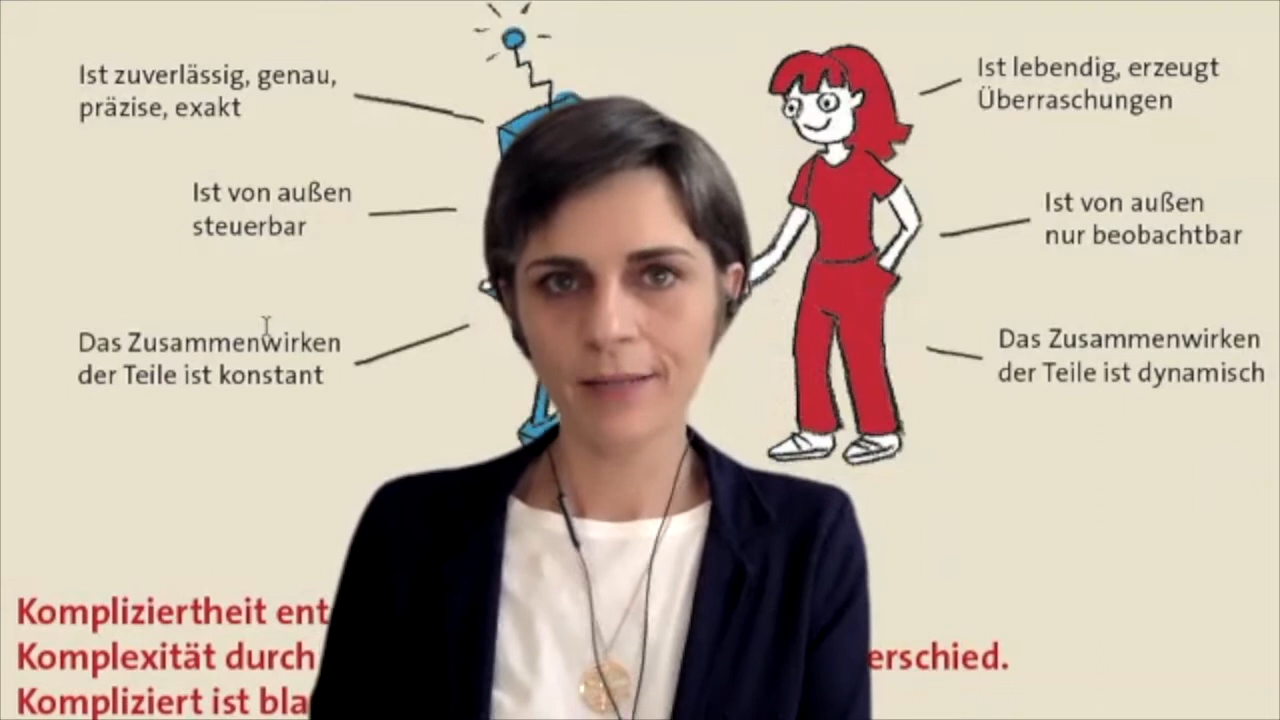 Ist zuverlässig, genau,
präzise, exakt
Ist von außen
steuerbar
Das Zusammenwirken
der Teile ist konstant
Ist lebendig, erzeugt
Überraschungen
Ist von außen
nur beobachtbar
Das Zusammenwirken
der Teile ist dynamisch
Kompliziertheit ent
Komplexität durch erschied.
Kompliziert ist bla